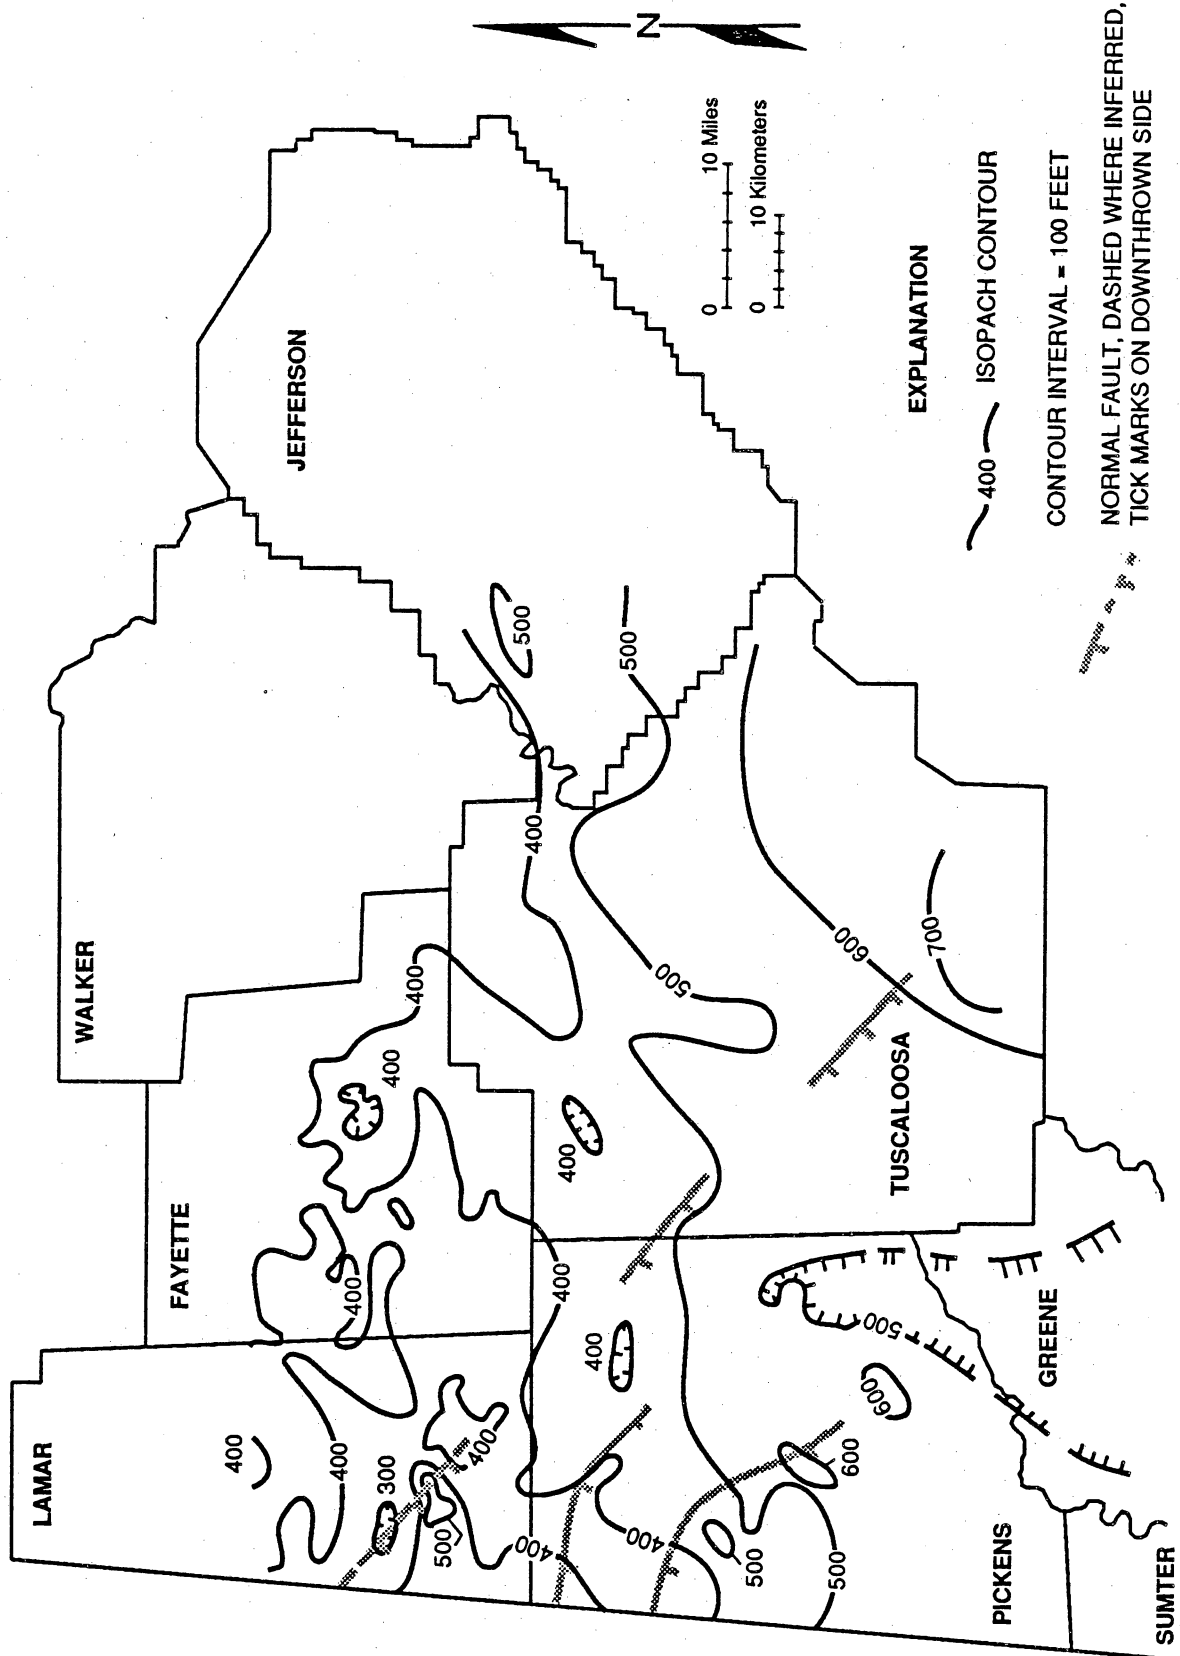 LAMAR
FAYETTE
WALKER
JEFFERSON
TUSCALOOSA
PICKENS
GREENE
SUMTER
N
400
400
300
500
400
400
400
400
400
400
400
400
400
400
400
500
500
500
500
500
500
500
600
600
600
700
0 10 Miles
0 10 Kilometers
EXPLANATION
400 ISOPACH CONTOUR
CONTOUR INTERVAL = 100 FEET
NORMAL FAULT, DASHED WHERE INFERRED,
TICK MARKS ON DOWNTHROWN SIDE